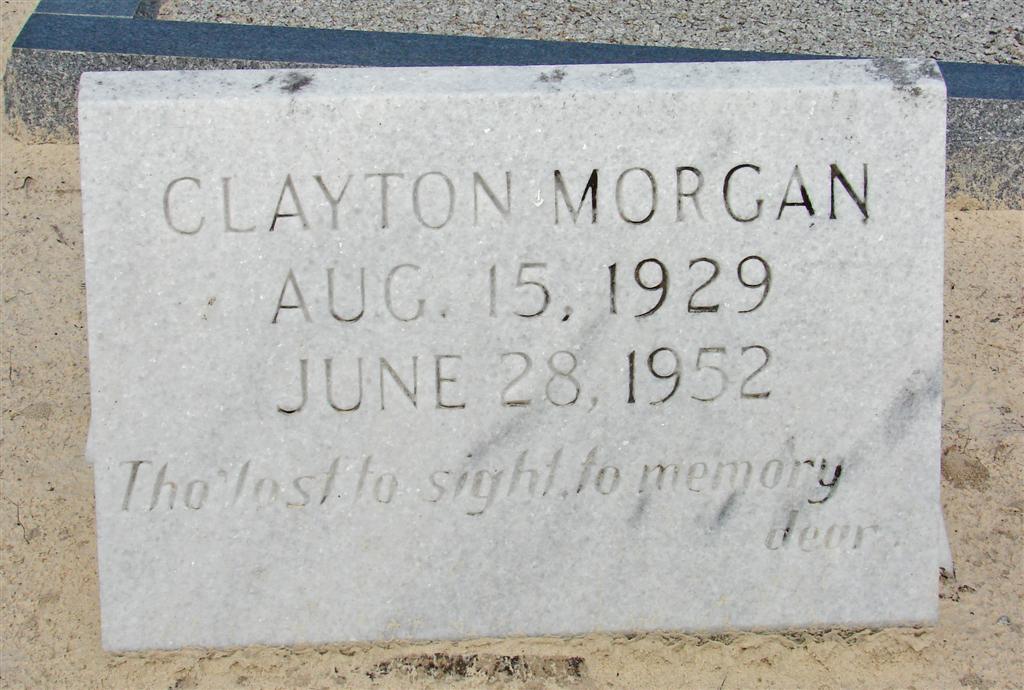 CLAYTON MORGAN
AUG. 15, 1929
JUNE 28, 1952
Tho' lost to sight, to memory
dear.